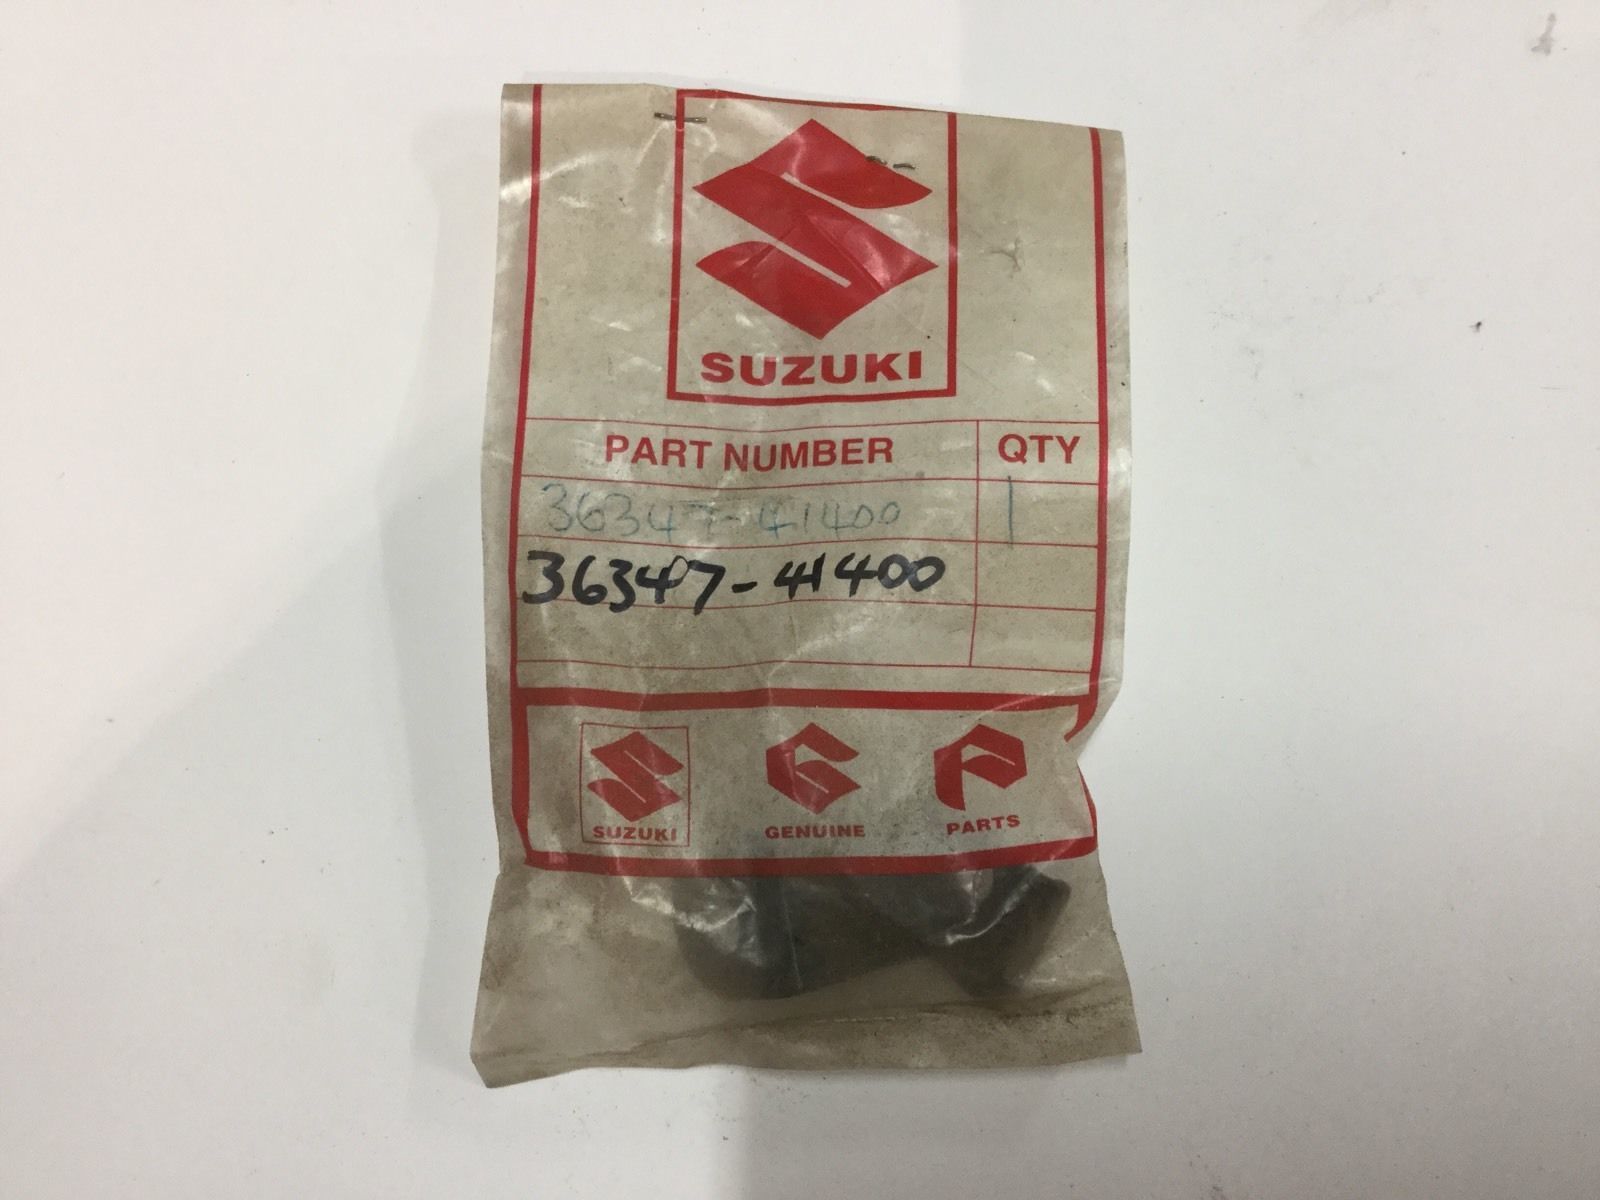 SUZUKI
PART NUMBER QTY
36347-41400 1
36347-41400
SUZUKI GENUINE PARTS